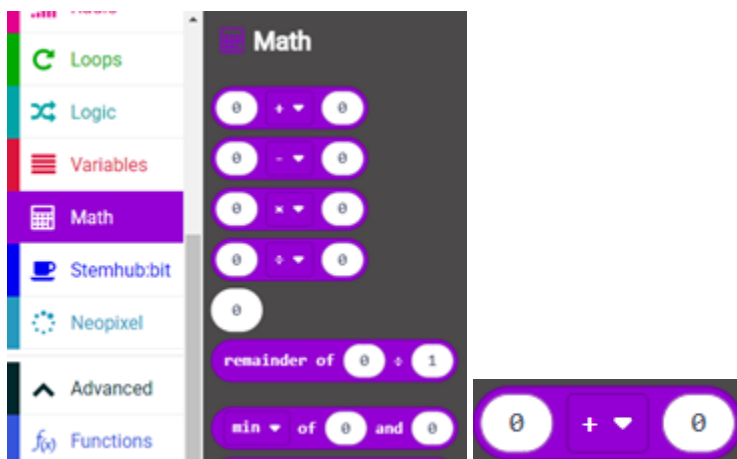 Loops
Logic
Variables
Math
Stemhub:bit
Neopixel
Advanced
f(x) Functions
Math
0 + 0
0 - 0
0 × 0
0 ÷ 0
0
remainder of 0 ÷ 1
min of 0 and 0
0 + 0